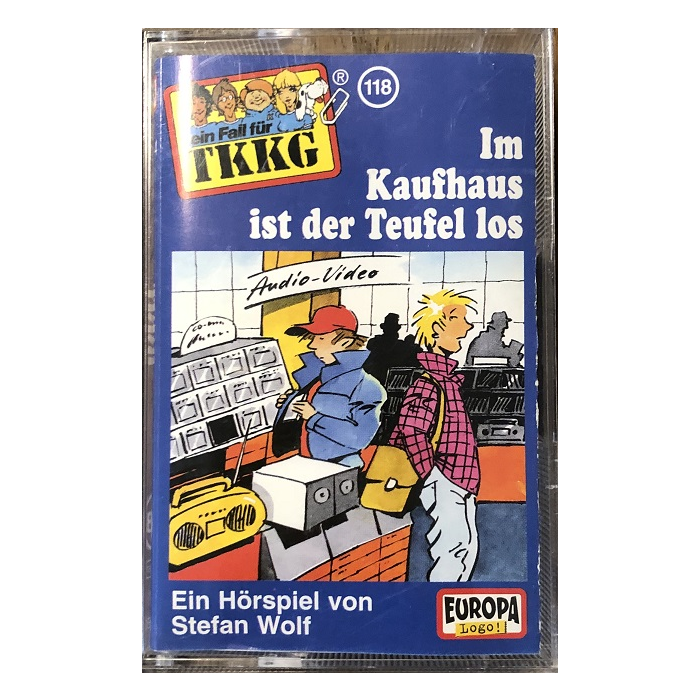 ein Fall für
TKKG
®
118
Im
Kaufhaus
ist der Teufel los
Audio-Video
Ein Hörspiel von
Stefan Wolf
EUROPA
Logo!